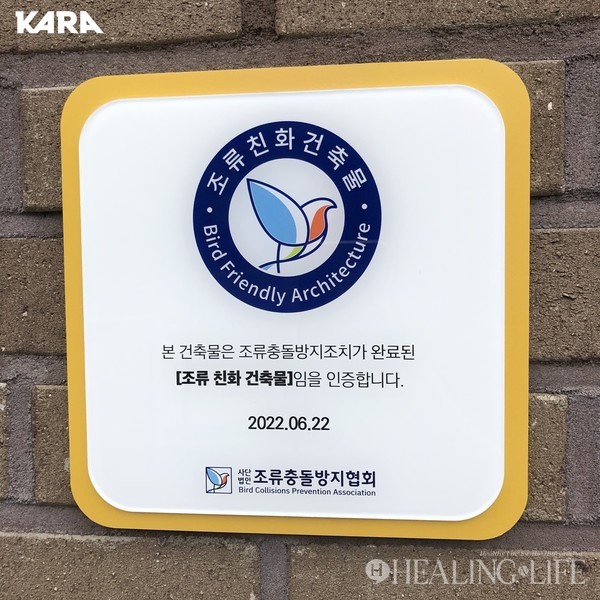 KARA
조류친화건축물
Bird Friendly Architecture
본 건축물은 조류충돌방지조치가 완료된
[조류 친화 건축물]임을 인증합니다.
2022.06.22
사단
법인
조류충돌방지협회
Bird Collisions Prevention Association
HEALING & LIFE